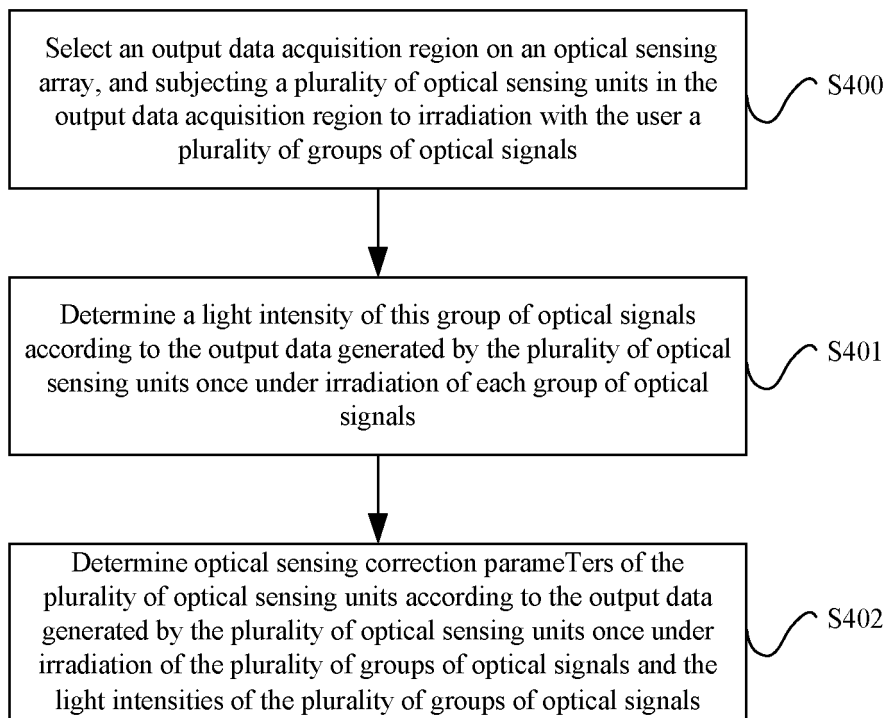 Select an output data acquisition region on an optical sensing
array, and subjecting a plurality of optical sensing units in the
output data acquisition region to irradiation with the user a
plurality of groups of optical signals
S400
Determine a light intensity of this group of optical signals
according to the output data generated by the plurality of optical
sensing units once under irradiation of each group of optical
signals
S401
Determine optical sensing correction parameTers of the
plurality of optical sensing units according to the output data
generated by the plurality of optical sensing units once under
irradiation of the plurality of groups of optical signals and the
light intensities of the plurality of groups of optical signals
S402